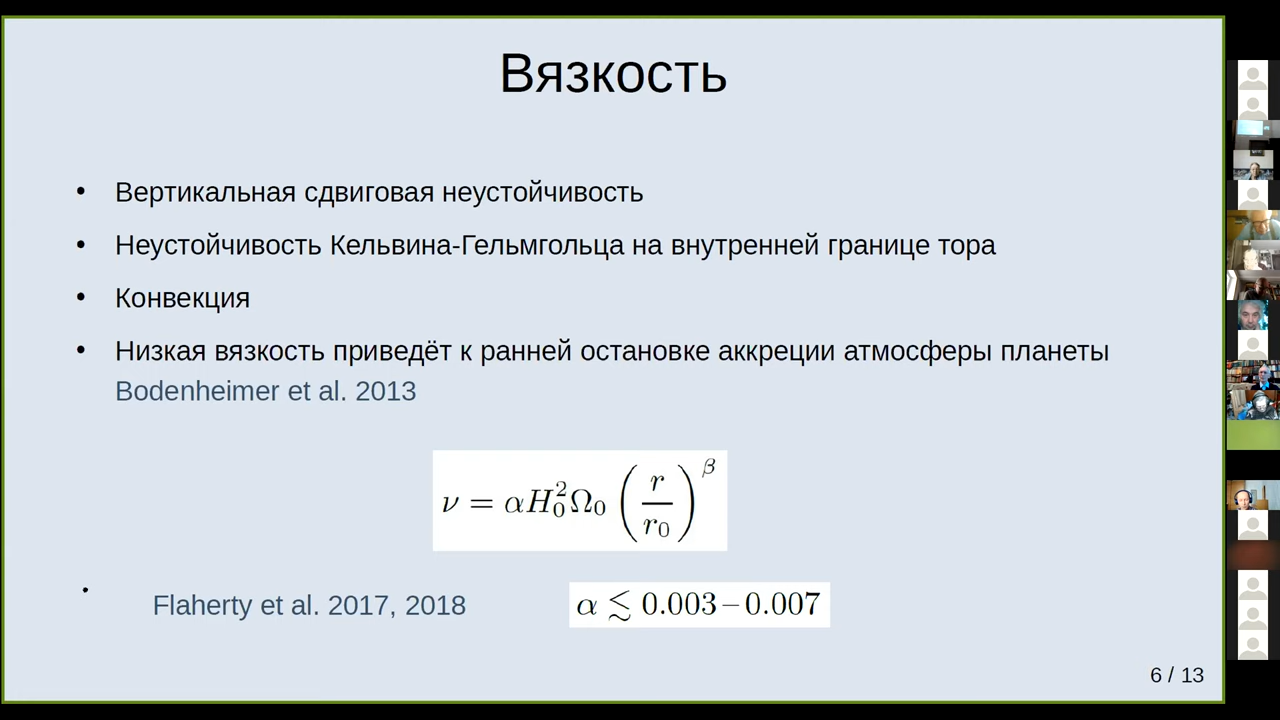 Вязкость
• Вертикальная сдвиговая неустойчивость
• Неустойчивость Кельвина-Гельмгольца на внутренней границе тора
• Конвекция
• Низкая вязкость приведёт к ранней остановке аккреции атмосферы планеты
Bodenheimer et al. 2013
ν = αH₀²Ω₀ (r/r₀)^β
• Flaherty et al. 2017, 2018 α ≲ 0.003–0.007
6 / 13